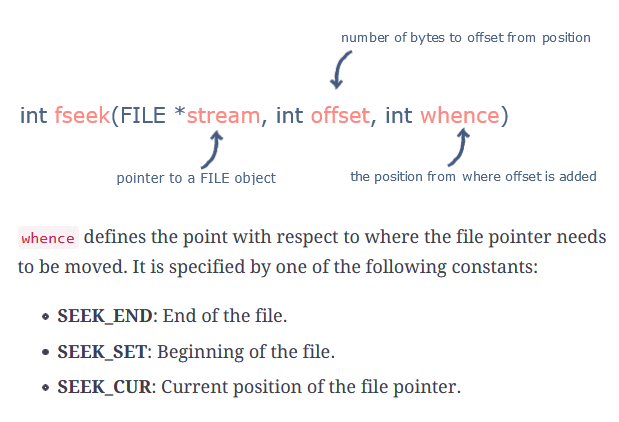 number of bytes to offset from position
int fseek(FILE *stream, int offset, int whence)
pointer to a FILE object
the position from where offset is added
whence defines the point with respect to where the file pointer needs
to be moved. It is specified by one of the following constants:
• SEEK_END: End of the file.
• SEEK_SET: Beginning of the file.
• SEEK_CUR: Current position of the file pointer.